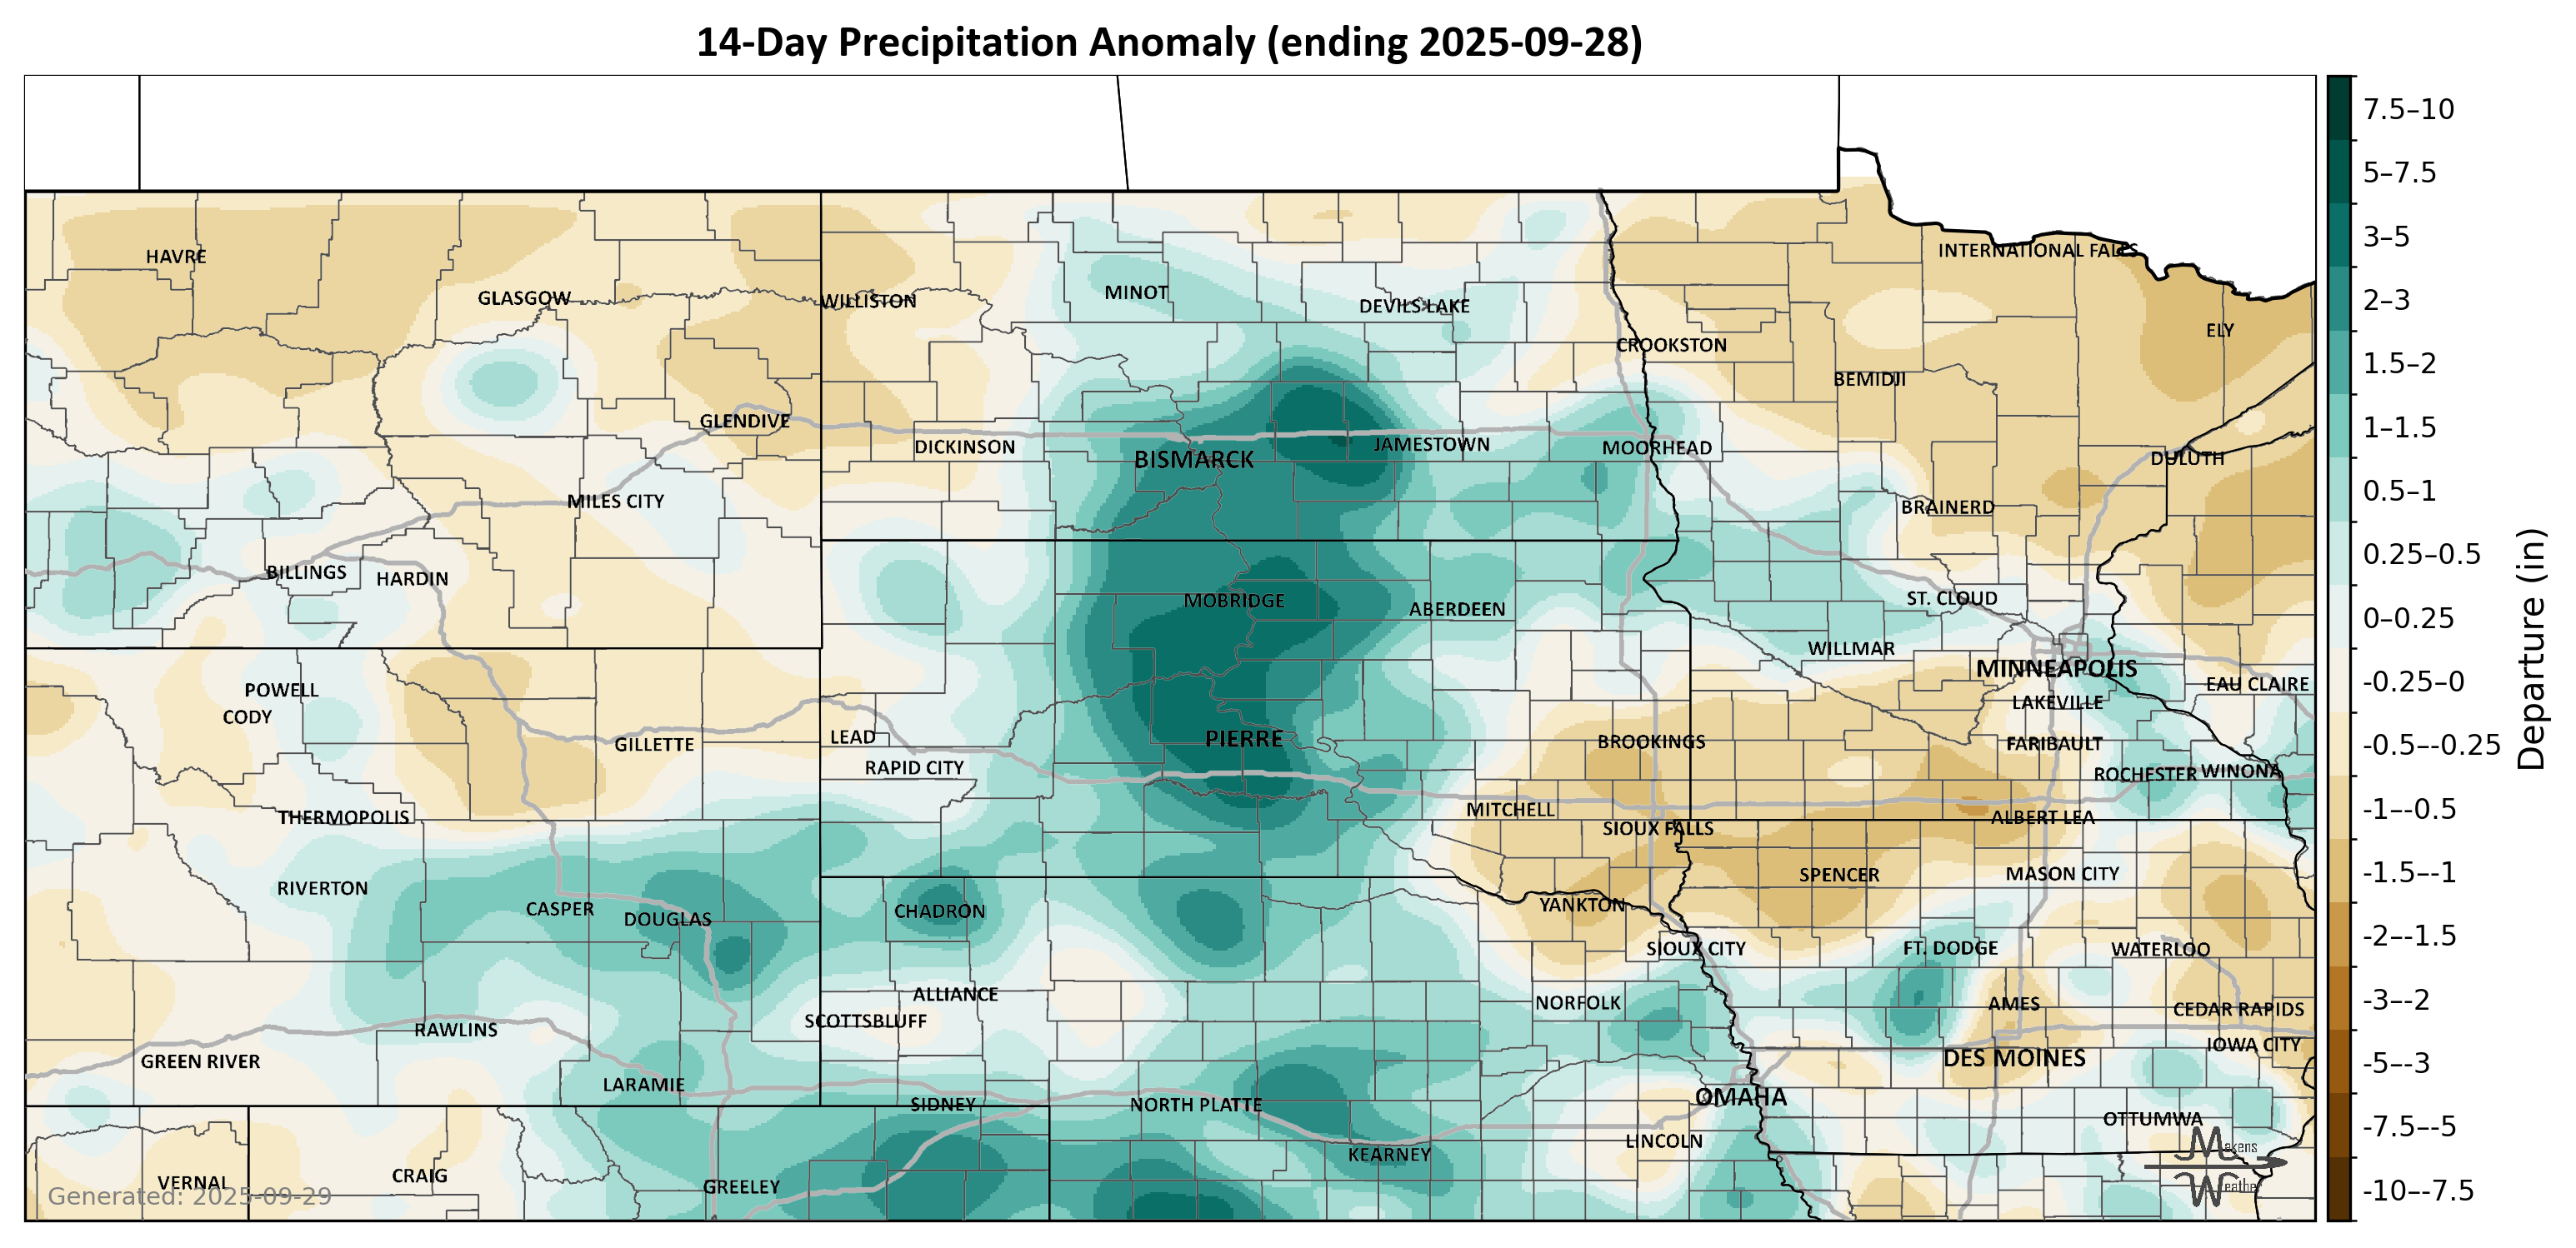 14-Day Precipitation Anomaly (ending 2025-09-28)
7.5–10
5–7.5
3–5
2–3
1.5–2
1–1.5
0.5–1
0.25–0.5
0–0.25
-0.25–0
-0.5–-0.25
-1–-0.5
-1.5–-1
-2–-1.5
-3–-2
-5–-3
-7.5–-5
-10–-7.5
Departure (in)
HAVRE
INTERNATIONAL FALLS
GLASGOW
WILLISTON
MINOT
DEVILS LAKE
ELY
CROOKSTON
BEMIDJI
GLENDIVE
DICKINSON
BISMARCK
JAMESTOWN
MOORHEAD
DULUTH
MILES CITY
BRAINERD
BILLINGS
HARDIN
MOBRIDGE
ABERDEEN
ST. CLOUD
WILLMAR
MINNEAPOLIS
POWELL
EAU CLAIRE
CODY
LAKEVILLE
GILLETTE
LEAD
PIERRE
BROOKINGS
FARIBAULT
RAPID CITY
ROCHESTER
WINONA
THERMOPOLIS
MITCHELL
ALBERT LEA
SIOUX FALLS
RIVERTON
SPENCER
MASON CITY
CASPER
DOUGLAS
CHADRON
YANKTON
SIOUX CITY
FT. DODGE
WATERLOO
ALLIANCE
NORFOLK
AMES
CEDAR RAPIDS
SCOTTSBLUFF
RAWLINS
GREEN RIVER
DES MOINES
IOWA CITY
LARAMIE
SIDNEY
NORTH PLATTE
OMAHA
OTTUMWA
LINCOLN
KEARNEY
VERNAL
CRAIG
GREELEY
Generated: 2025-09-29
Makens
Weather